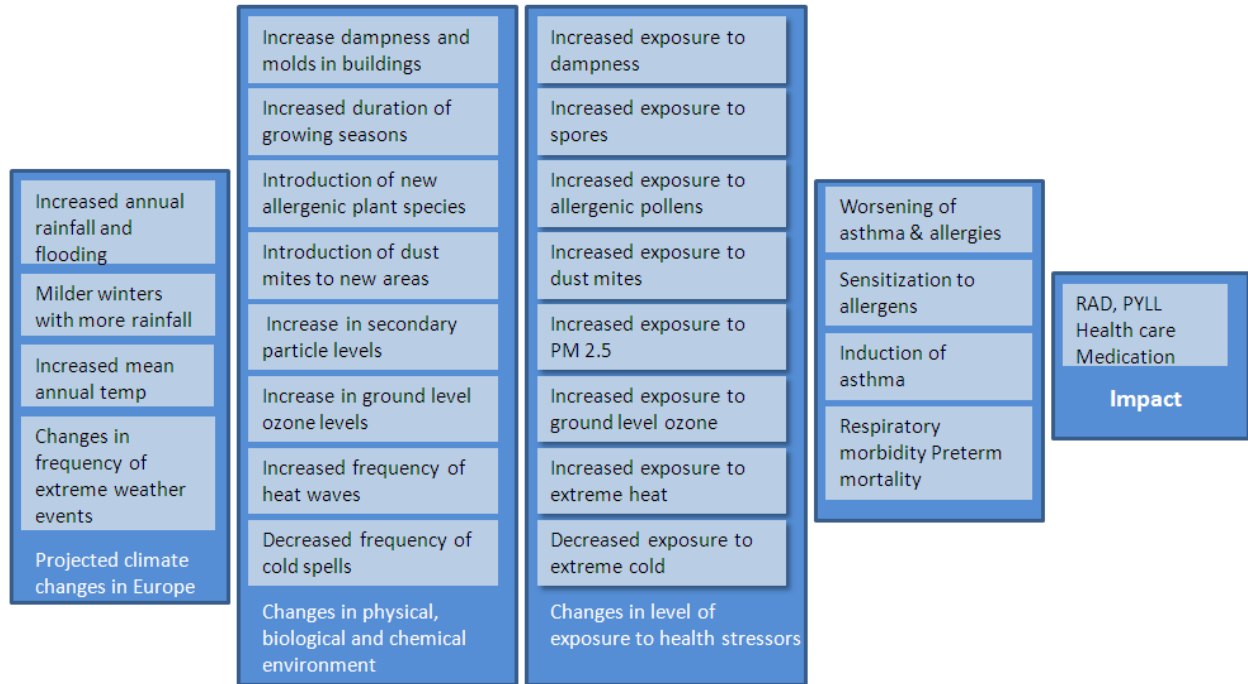 Increased annual
rainfall and
flooding
Milder winters
with more rainfall
Increased mean
annual temp
Changes in
frequency of
extreme weather
events
Projected climate
changes in Europe
Increase dampness and
molds in buildings
Increased duration of
growing seasons
Introduction of new
allergenic plant species
Introduction of dust
mites to new areas
Increase in secondary
particle levels
Increase in ground level
ozone levels
Increased frequency of
heat waves
Decreased frequency of
cold spells
Changes in physical,
biological and chemical
environment
Increased exposure to
dampness
Increased exposure to
spores
Increased exposure to
allergenic pollens
Increased exposure to
dust mites
Increased exposure to
PM 2.5
Increased exposure to
ground level ozone
Increased exposure to
extreme heat
Decreased exposure to
extreme cold
Changes in level of
exposure to health stressors
Worsening of
asthma & allergies
Sensitization to
allergens
Induction of
asthma
Respiratory
morbidity Preterm
mortality
RAD, PYLL
Health care
Medication
Impact